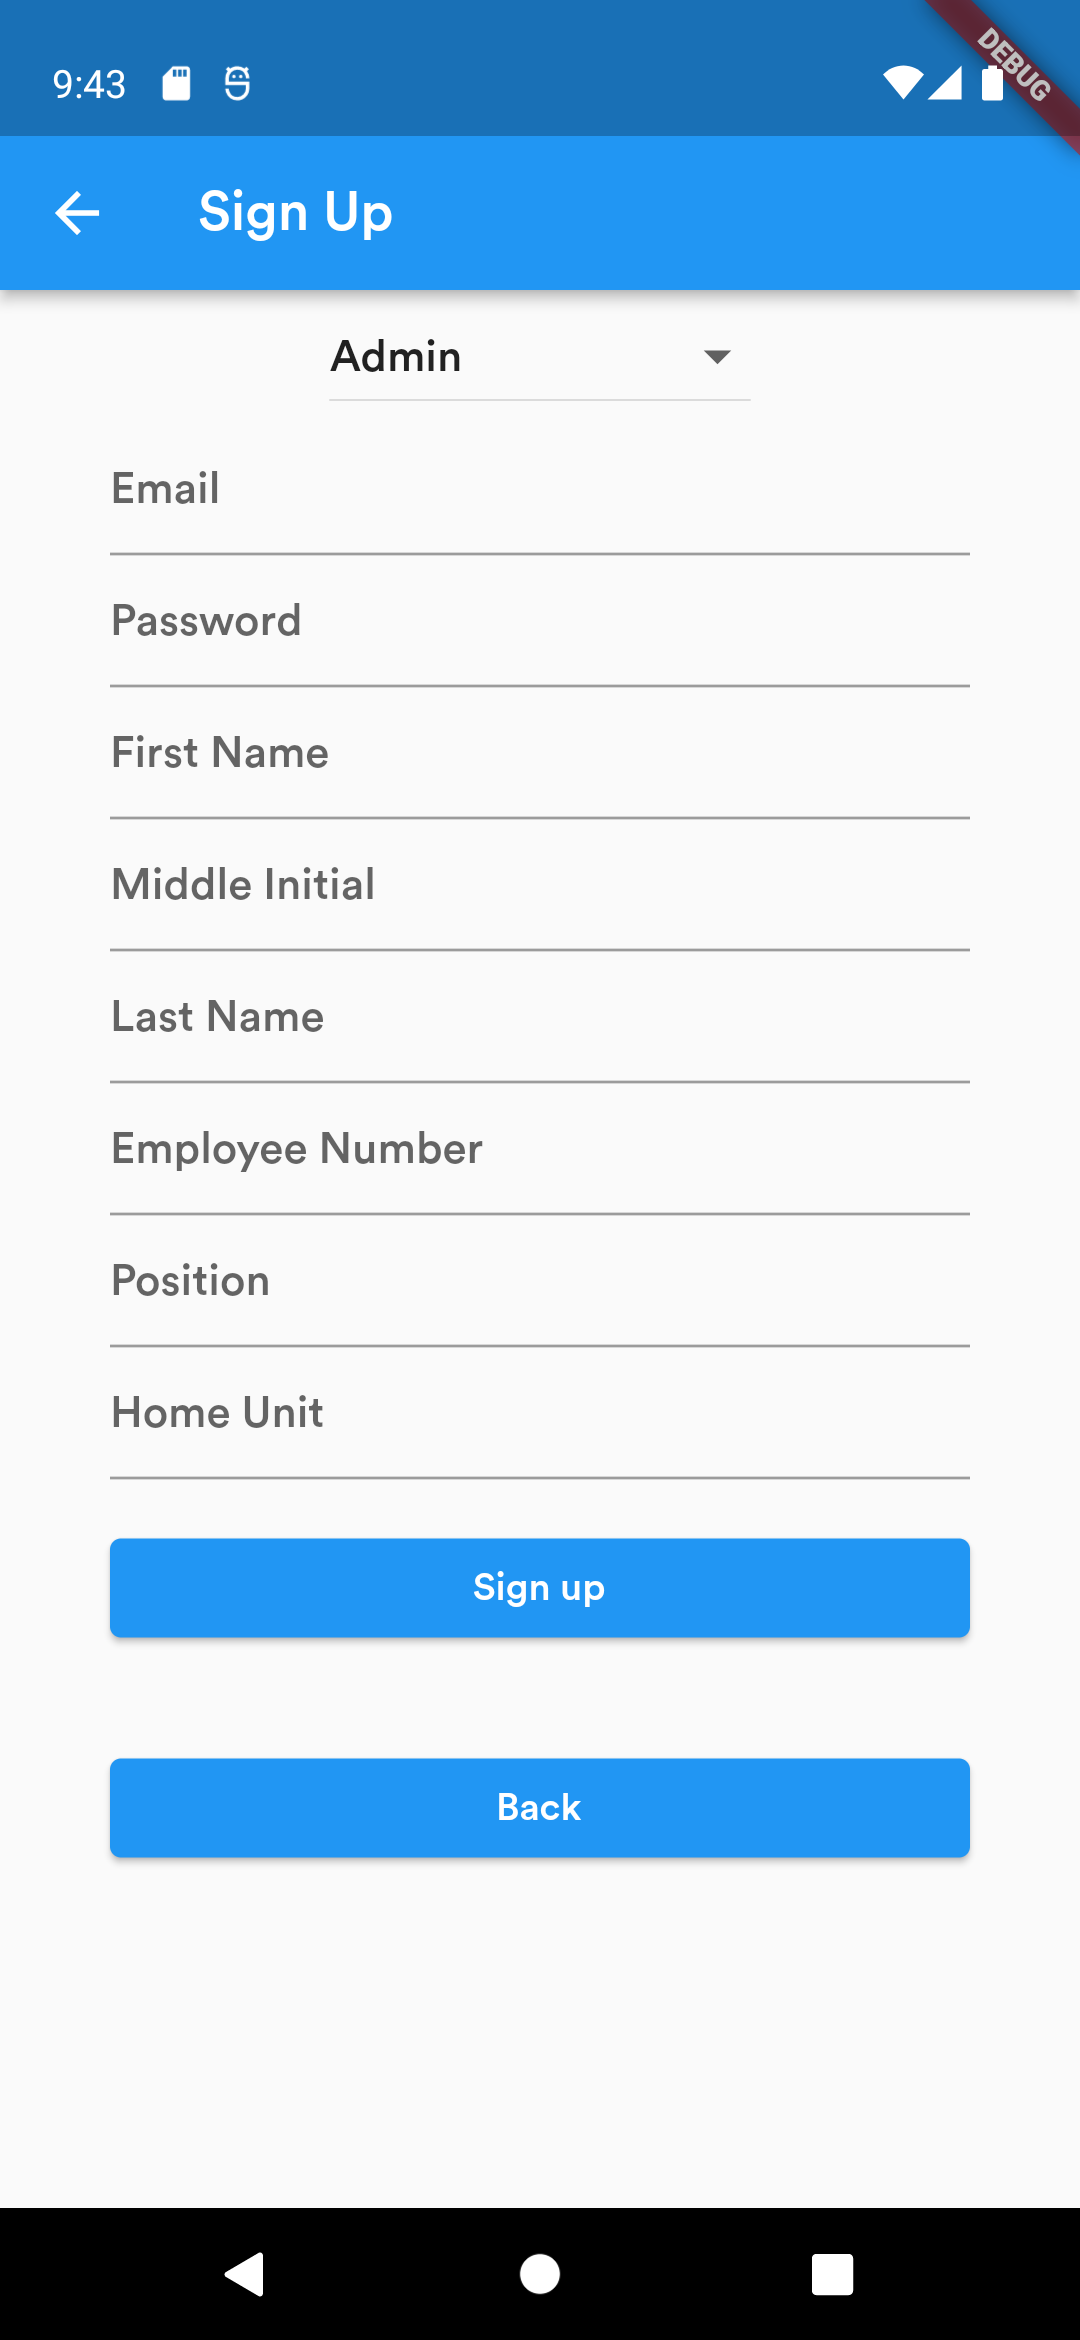 9:43
DEBUG
Sign Up
Admin
Email
Password
First Name
Middle Initial
Last Name
Employee Number
Position
Home Unit
Sign up
Back